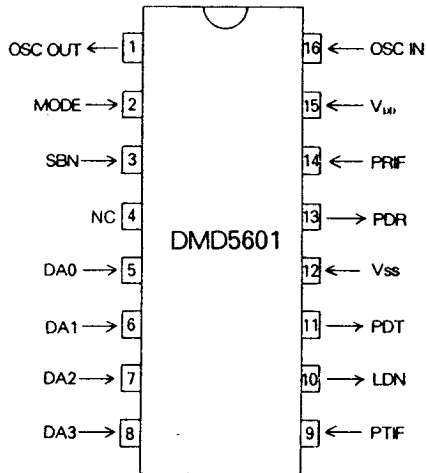 OSC OUT 1 16 OSC IN
MODE 2 15 VDD
SBN 3 14 PRIF
NC 4 13 PDR
DMD5601
DA0 5 12 Vss
DA1 6 11 PDT
DA2 7 10 LDN
DA3 8 9 PTIF